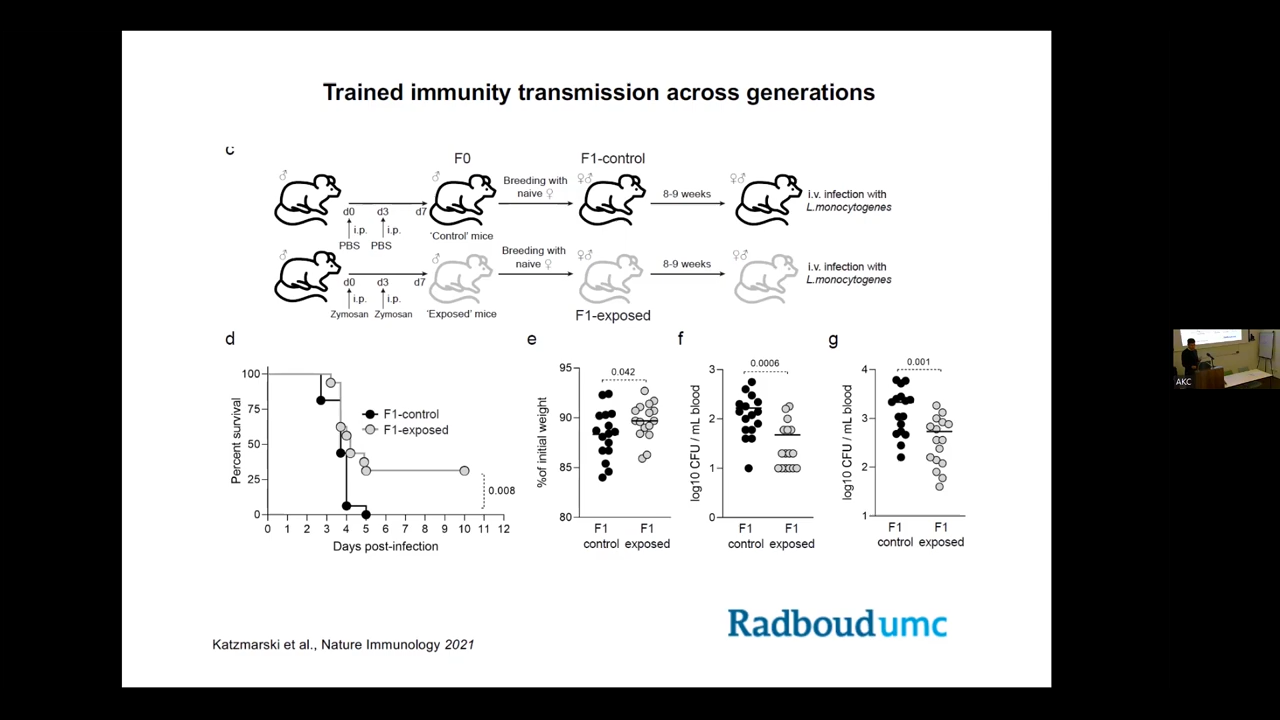 Trained immunity transmission across generations
c
F0
F1-control
♂
♂
Breeding with
naive ♀
♀♂
8-9 weeks
♀♂
i.v. infection with
L.monocytogenes
d0
d3
d7
i.p.
i.p.
PBS
PBS
'Control' mice
♂
♂
Breeding with
naive ♀
♀♂
8-9 weeks
♀♂
i.v. infection with
L.monocytogenes
d0
d3
d7
i.p.
i.p.
Zymosan
Zymosan
'Exposed' mice
F1-exposed
d
Percent survival
100
75
50
25
0
F1-control
F1-exposed
0.008
0 1 2 3 4 5 6 7 8 9 10 11 12
Days post-infection
e
%of initial weight
95
90
85
80
0.042
F1 F1
control exposed
f
log10 CFU / mL blood
3
2
1
0
0.0006
F1 F1
control exposed
g
log10 CFU / mL blood
4
3
2
1
0.001
F1 F1
control exposed
Katzmarski et al., Nature Immunology 2021
Radboudumc
AKC